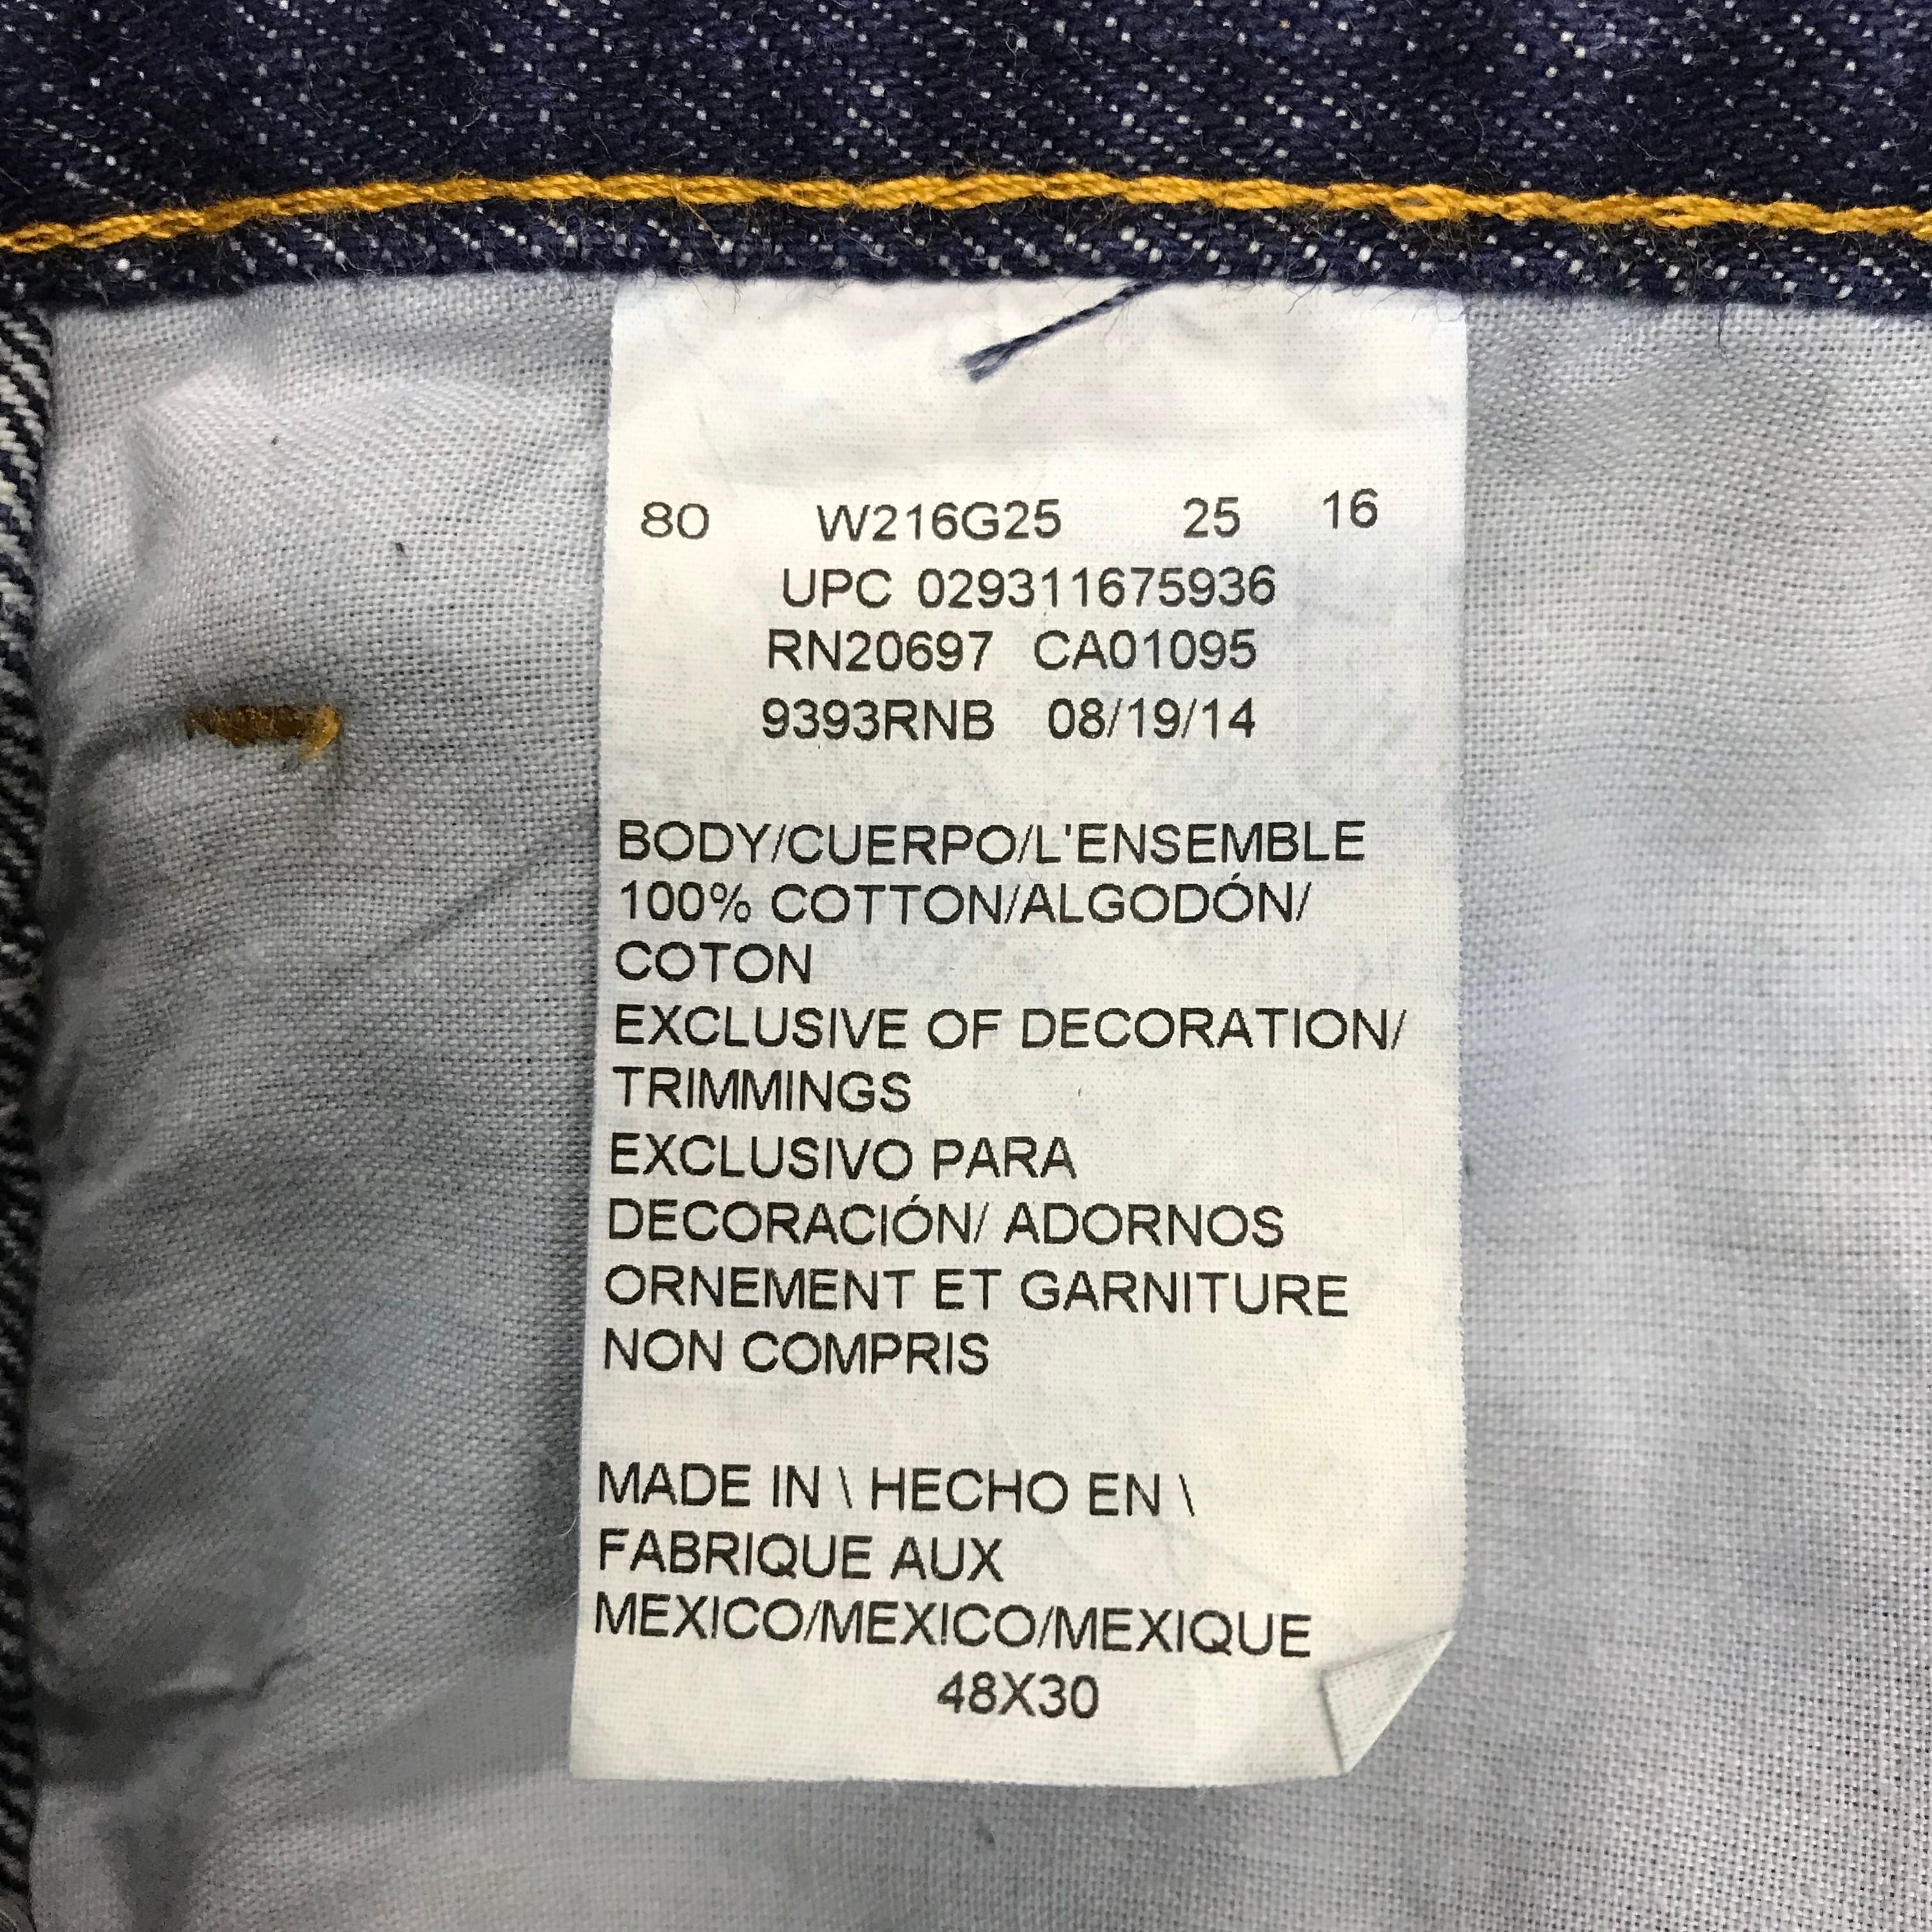 80 W216G25 25 16
UPC 029311675936
RN20697 CA01095
9393RNB 08/19/14
BODY/CUERPO/L'ENSEMBLE
100% COTTON/ALGODÓN/
COTON
EXCLUSIVE OF DECORATION/
TRIMMINGS
EXCLUSIVO PARA
DECORACIÓN/ ADORNOS
ORNEMENT ET GARNITURE
NON COMPRIS
MADE IN \ HECHO EN \
FABRIQUE AUX
MEXICO/MEXICO/MEXIQUE
48X30